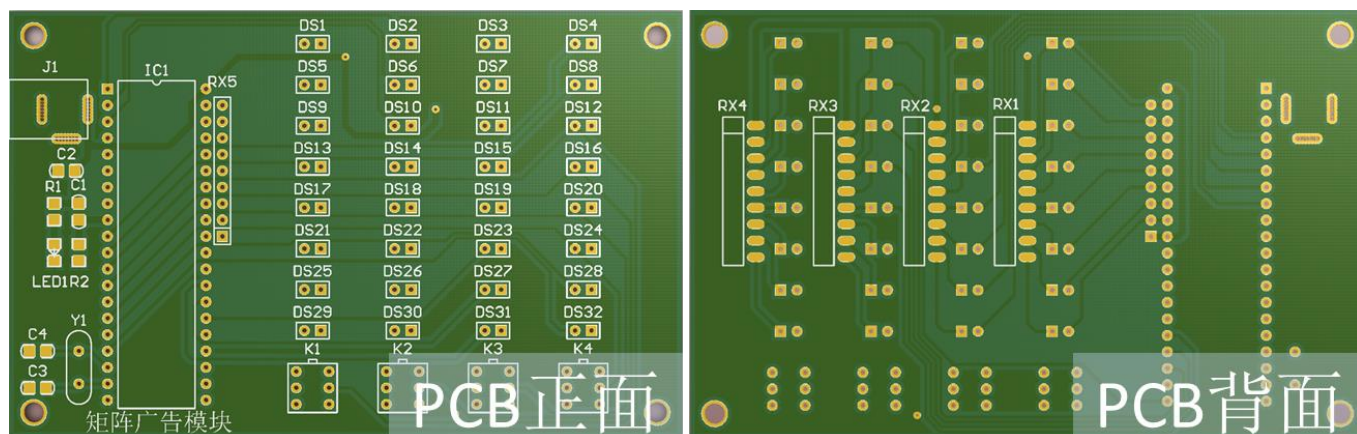 DS1 DS2 DS3 DS4
J1 IC1 RX5 DS5 DS6 DS7 DS8
DS9 DS10 DS11 DS12
C2 DS13 DS14 DS15 DS16
R1 C1 DS17 DS18 DS19 DS20
DS21 DS22 DS23 DS24
LED1R2 DS25 DS26 DS27 DS28
Y1 DS29 DS30 DS31 DS32
C4 K1 K2 K3 K4
C3
矩阵广告模块
PCB正面
RX4 RX3 RX2 RX1
PCB背面